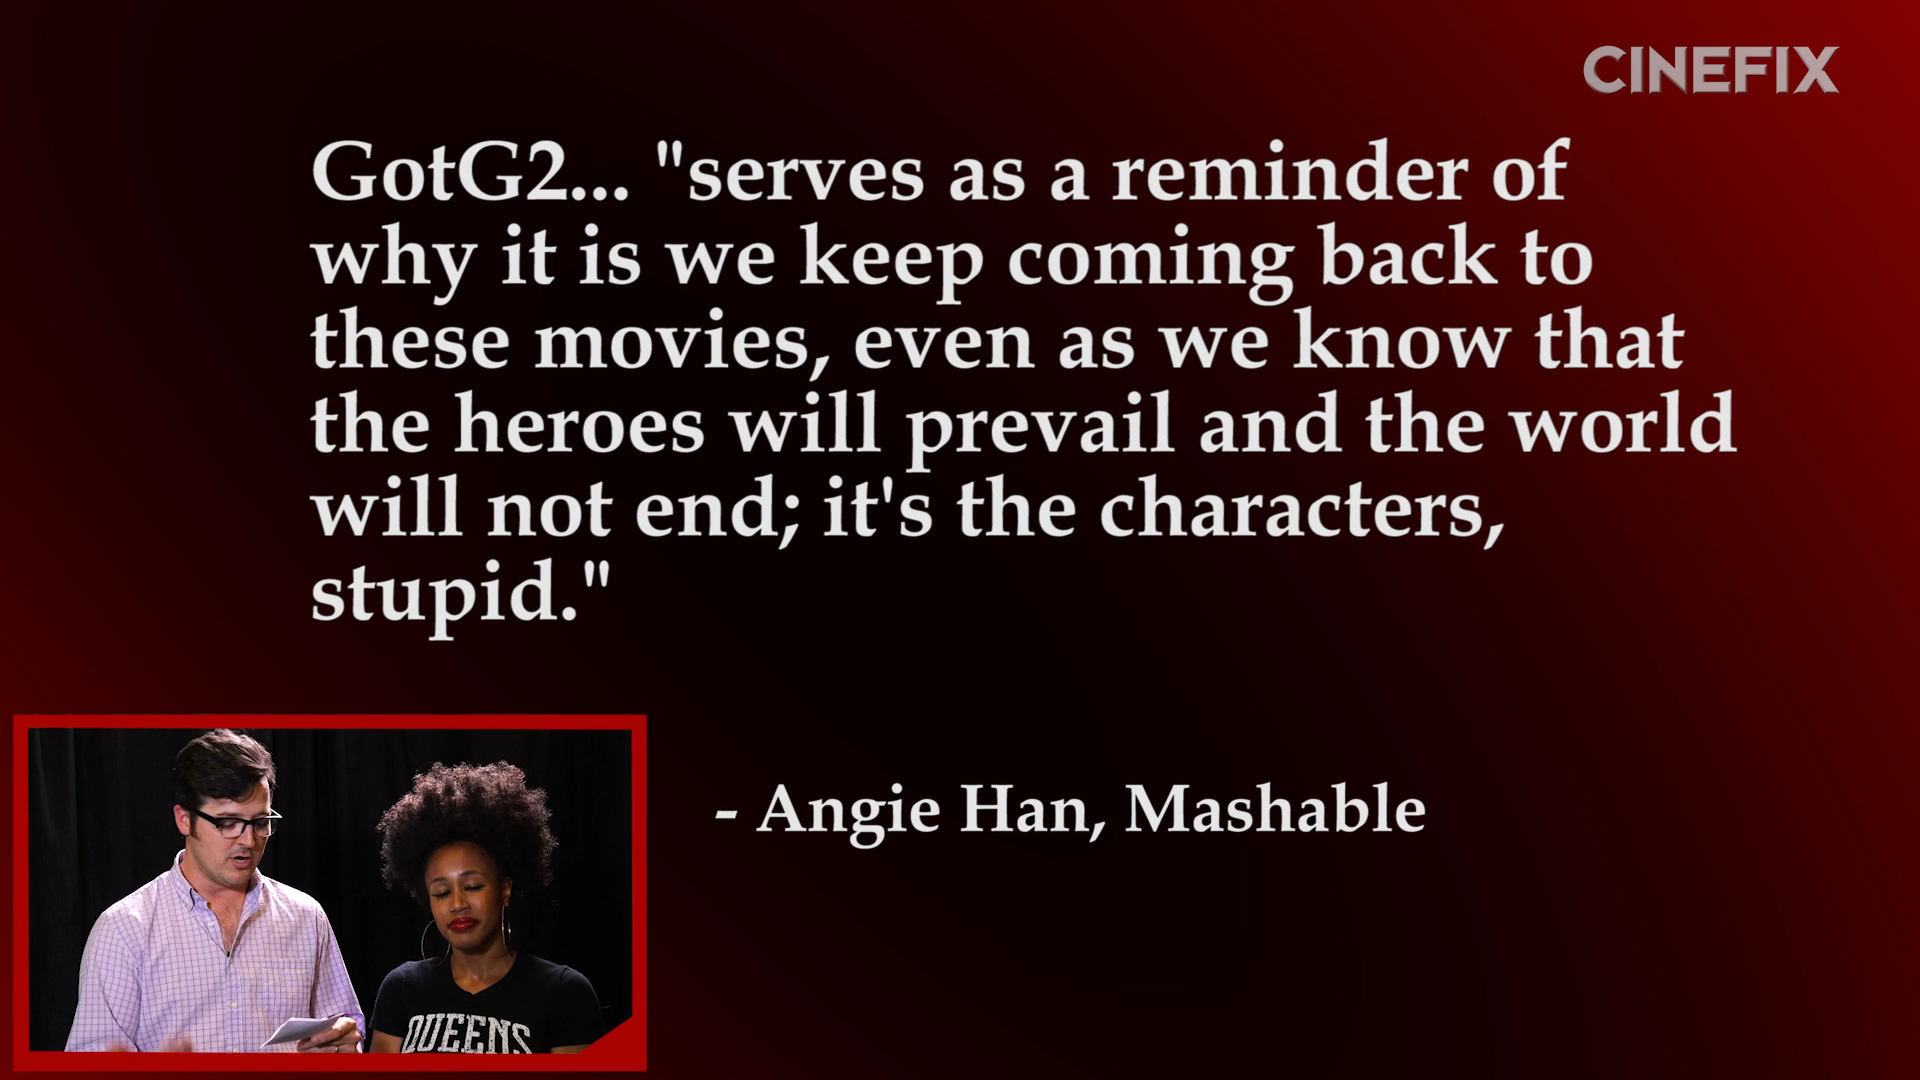 CINEFIX
GotG2... "serves as a reminder of
why it is we keep coming back to
these movies, even as we know that
the heroes will prevail and the world
will not end; it's the characters,
stupid."
- Angie Han, Mashable
QUEENS